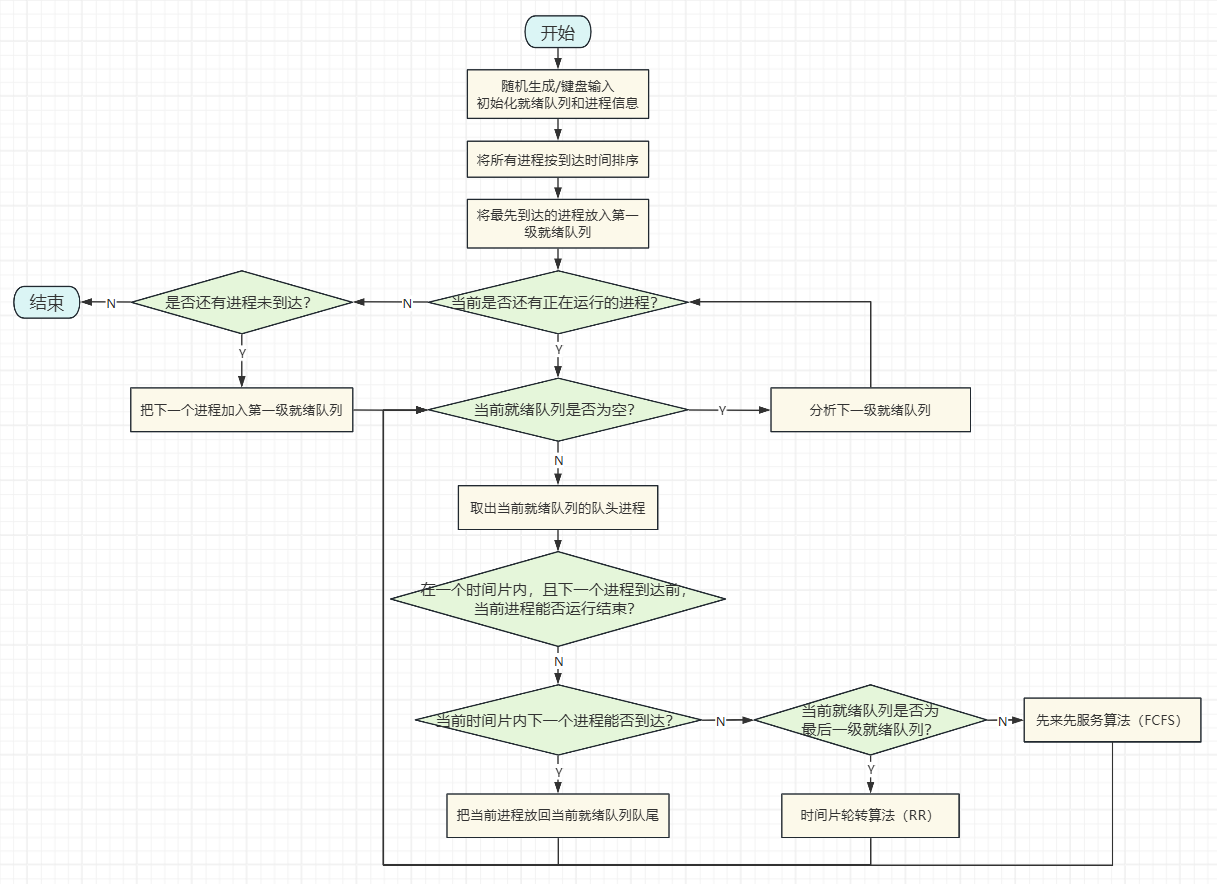 开始
随机生成/键盘输入
初始化就绪队列和进程信息
将所有进程按到达时间排序
将最先到达的进程放入第一
级就绪队列
结束
N
是否还有进程未到达？
N
当前是否还有正在运行的进程？
Y
Y
把下一个进程加入第一级就绪队列
当前就绪队列是否为空？
Y
分析下一级就绪队列
N
取出当前就绪队列的队头进程
在一个时间片内，且下一个进程到达前，
当前进程能否运行结束？
N
当前时间片内下一个进程能否到达？
N
当前就绪队列是否为
最后一级就绪队列？
N
先来先服务算法（FCFS）
Y
Y
把当前进程放回当前就绪队列队尾
时间片轮转算法（RR）